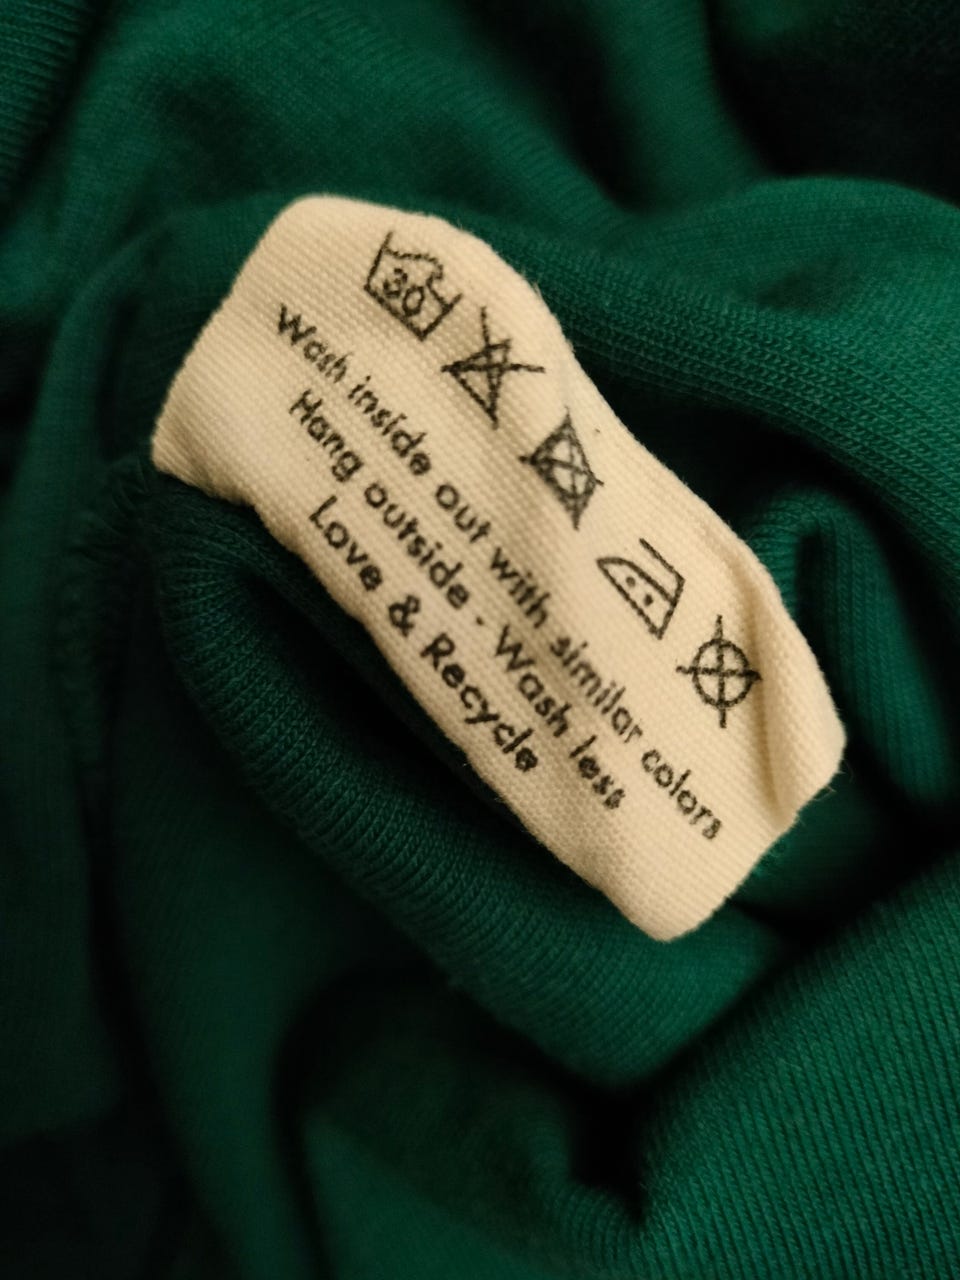 30
Wash inside out with similar colors
Hang outside · Wash less
Love & Recycle